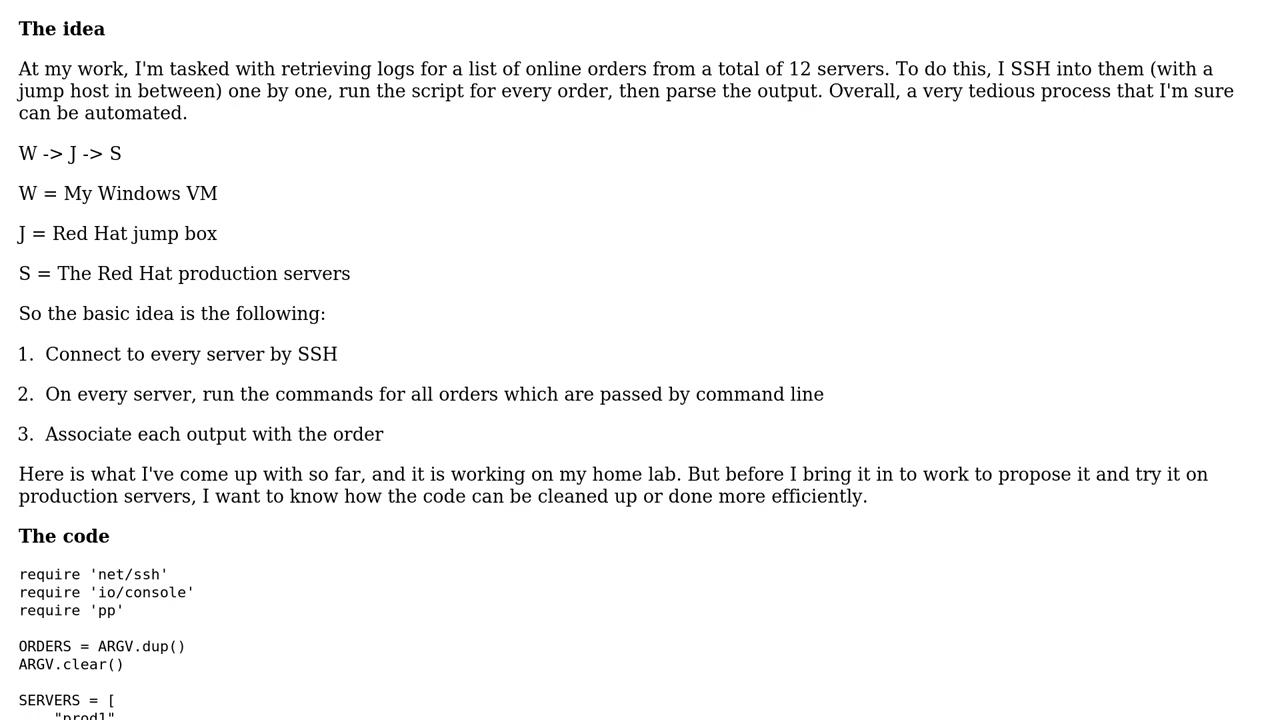 The idea
At my work, I'm tasked with retrieving logs for a list of online orders from a total of 12 servers. To do this, I SSH into them (with a
jump host in between) one by one, run the script for every order, then parse the output. Overall, a very tedious process that I'm sure
can be automated.
W -> J -> S
W = My Windows VM
J = Red Hat jump box
S = The Red Hat production servers
So the basic idea is the following:
1. Connect to every server by SSH
2. On every server, run the commands for all orders which are passed by command line
3. Associate each output with the order
Here is what I've come up with so far, and it is working on my home lab. But before I bring it in to work to propose it and try it on
production servers, I want to know how the code can be cleaned up or done more efficiently.
The code
require 'net/ssh'
require 'io/console'
require 'pp'
ORDERS = ARGV.dup()
ARGV.clear()
SERVERS = [
"prod1"